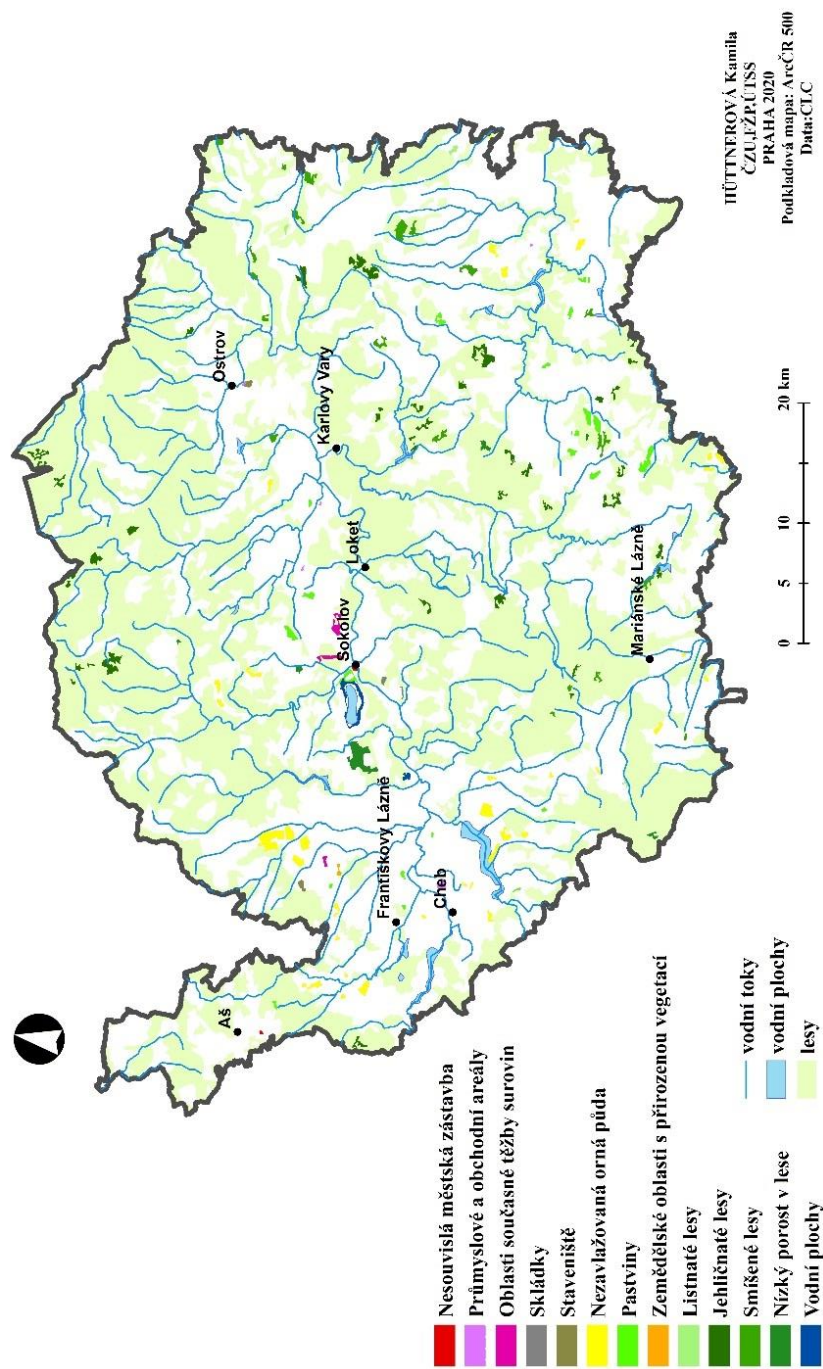 Ostrov
Karlovy Vary
Loket
Sokolov
Mariánské Lázně
Františkovy Lázně
Cheb
Aš
Nesouvislá městská zástavba
Průmyslové a obchodní areály
Oblasti současné těžby surovin
Skládky
Staveniště
Nezavlažovaná orná půda
Pastviny
Zemědělské oblasti s přirozenou vegetací
Listnaté lesy
Jehličnaté lesy
Smíšené lesy
Nízký porost v lese
Vodní plochy
vodní toky
vodní plochy
lesy
0 5 10 20 km
HÜTTNEROVÁ Kamila
ČZU,FŽP,ÚTSS
PRAHA 2020
Podkladová mapa: ArcČR 500
Data:CLC